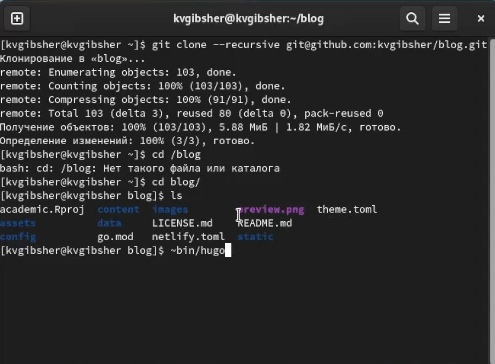 kvgibsher@kvgibsher:~/blog
[kvgibsher@kvgibsher ~]$ git clone --recursive git@github.com:kvgibsher/blog.git
Клонирование в «blog»...
remote: Enumerating objects: 103, done.
remote: Counting objects: 100% (103/103), done.
remote: Compressing objects: 100% (91/91), done.
remote: Total 103 (delta 3), reused 80 (delta 0), pack-reused 0
Получение объектов: 100% (103/103), 5.88 МиБ | 1.82 МиБ/с, готово.
Определение изменений: 100% (3/3), готово.
[kvgibsher@kvgibsher ~]$ cd /blog
bash: cd: /blog: Нет такого файла или каталога
[kvgibsher@kvgibsher ~]$ cd blog/
[kvgibsher@kvgibsher blog]$ ls
academic.Rproj content images preview.png theme.toml
assets data LICENSE.md README.md
config go.mod netlify.toml static
[kvgibsher@kvgibsher blog]$ ~bin/hugo